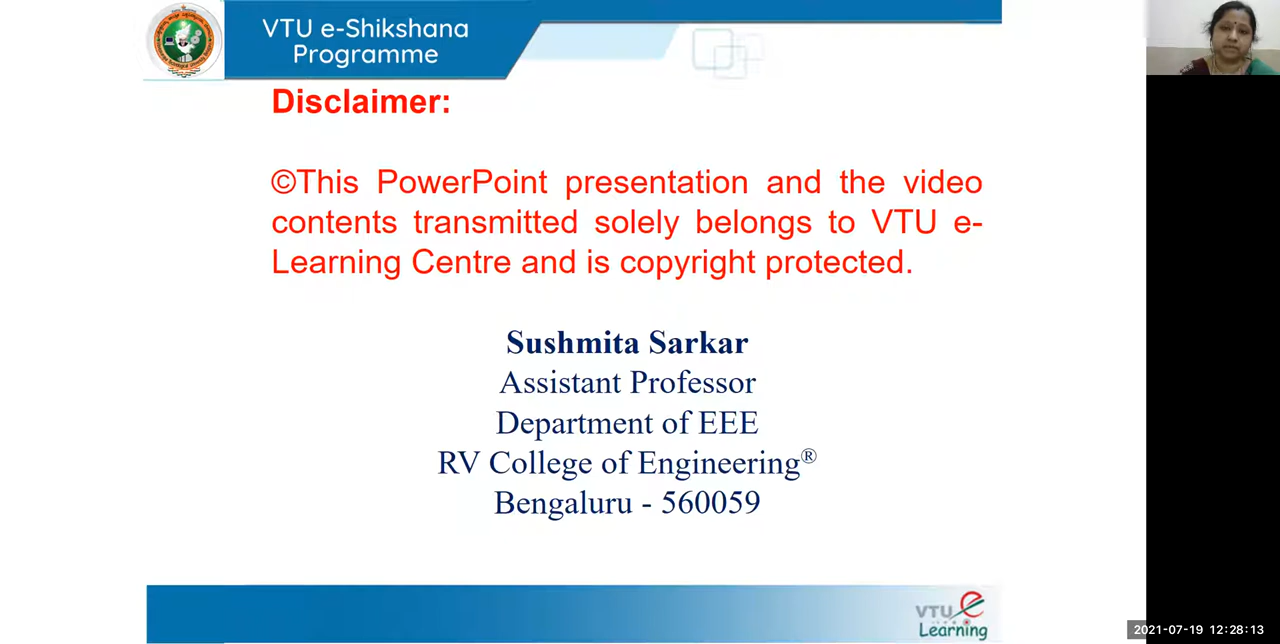 VTU e-Shikshana
Programme
Disclaimer:
©This PowerPoint presentation and the video
contents transmitted solely belongs to VTU e-
Learning Centre and is copyright protected.
Sushmita Sarkar
Assistant Professor
Department of EEE
RV College of Engineering®
Bengaluru - 560059
VTU e
Learning
2021-07-19 12:28:13